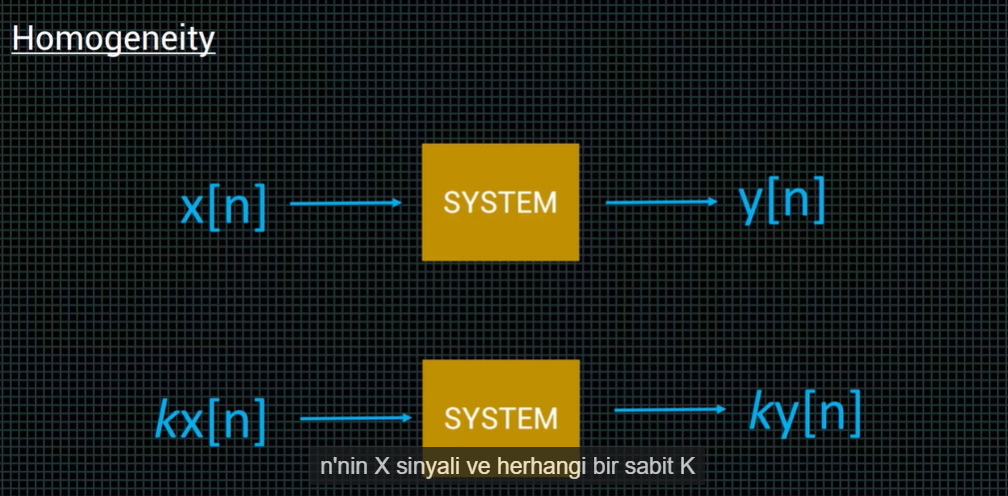 Homogeneity
x[n] SYSTEM y[n]
kx[n] SYSTEM ky[n]
n'nin X sinyali ve herhangi bir sabit K